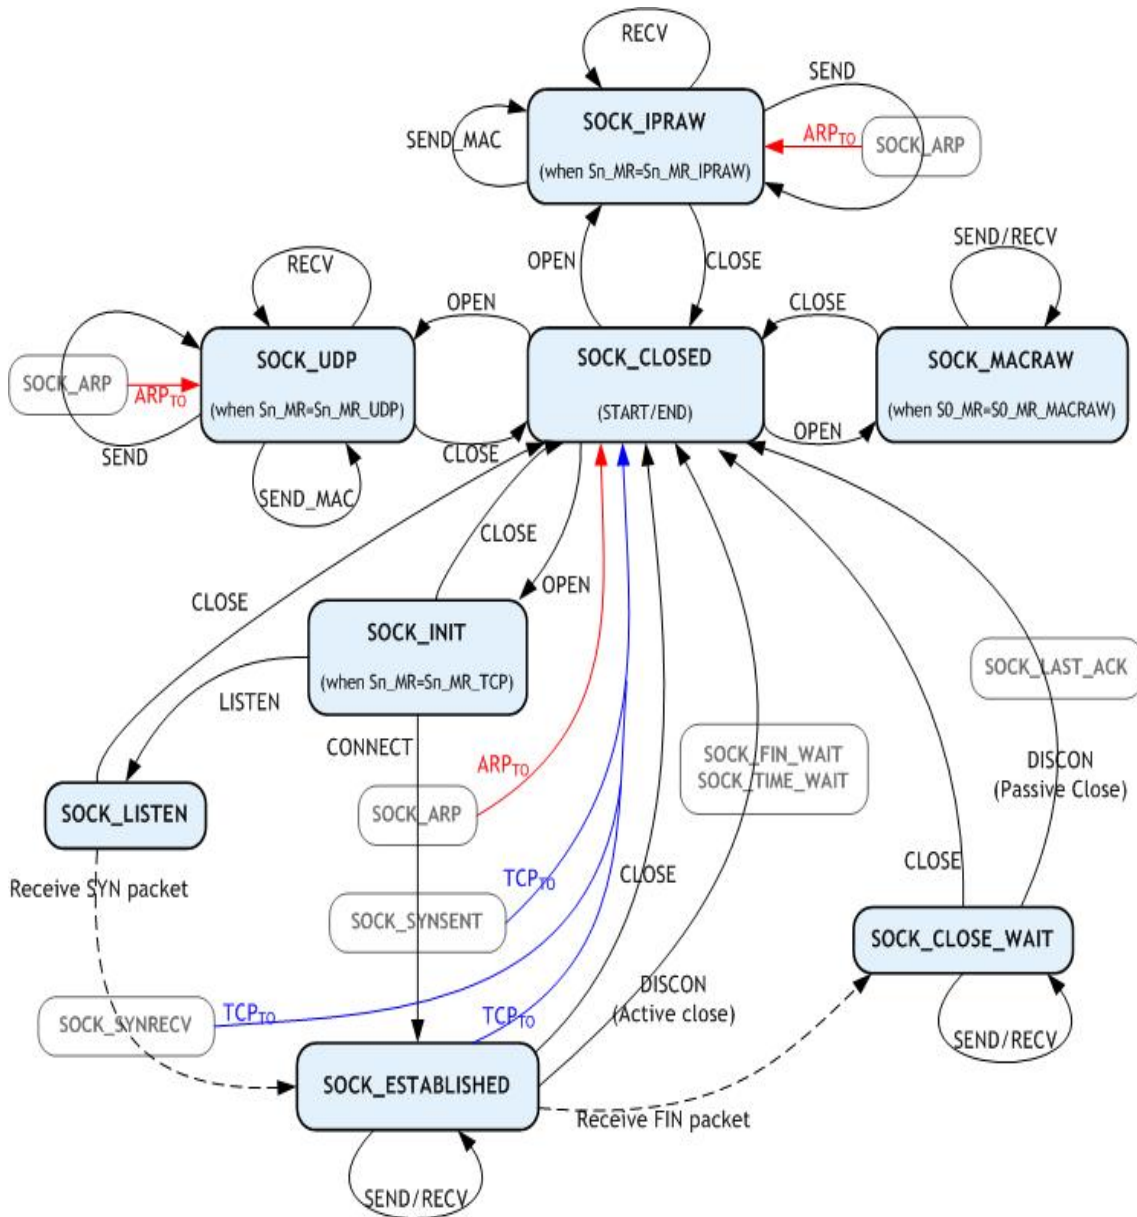 RECV
SEND
SOCK_IPRAW
SEND_MAC
ARPTO
SOCK_ARP
(when Sn_MR=Sn_MR_IPRAW)
SEND/RECV
OPEN
CLOSE
RECV
OPEN
CLOSE
SOCK_UDP
SOCK_CLOSED
SOCK_MACRAW
SOCK_ARP
ARPTO
(when Sn_MR=Sn_MR_UDP)
(START/END)
(when S0_MR=S0_MR_MACRAW)
OPEN
SEND
CLOSE
SEND_MAC
CLOSE
OPEN
CLOSE
SOCK_INIT
(when Sn_MR=Sn_MR_TCP)
SOCK_LAST_ACK
LISTEN
CONNECT
SOCK_FIN_WAIT
SOCK_TIME_WAIT
ARPTO
DISCON
(Passive Close)
SOCK_LISTEN
SOCK_ARP
CLOSE
CLOSE
TCPTO
Receive SYN packet
SOCK_SYNSENT
SOCK_CLOSE_WAIT
DISCON
(Active close)
TCPTO
TCPTO
SOCK_SYNRECV
SEND/RECV
SOCK_ESTABLISHED
Receive FIN packet
SEND/RECV